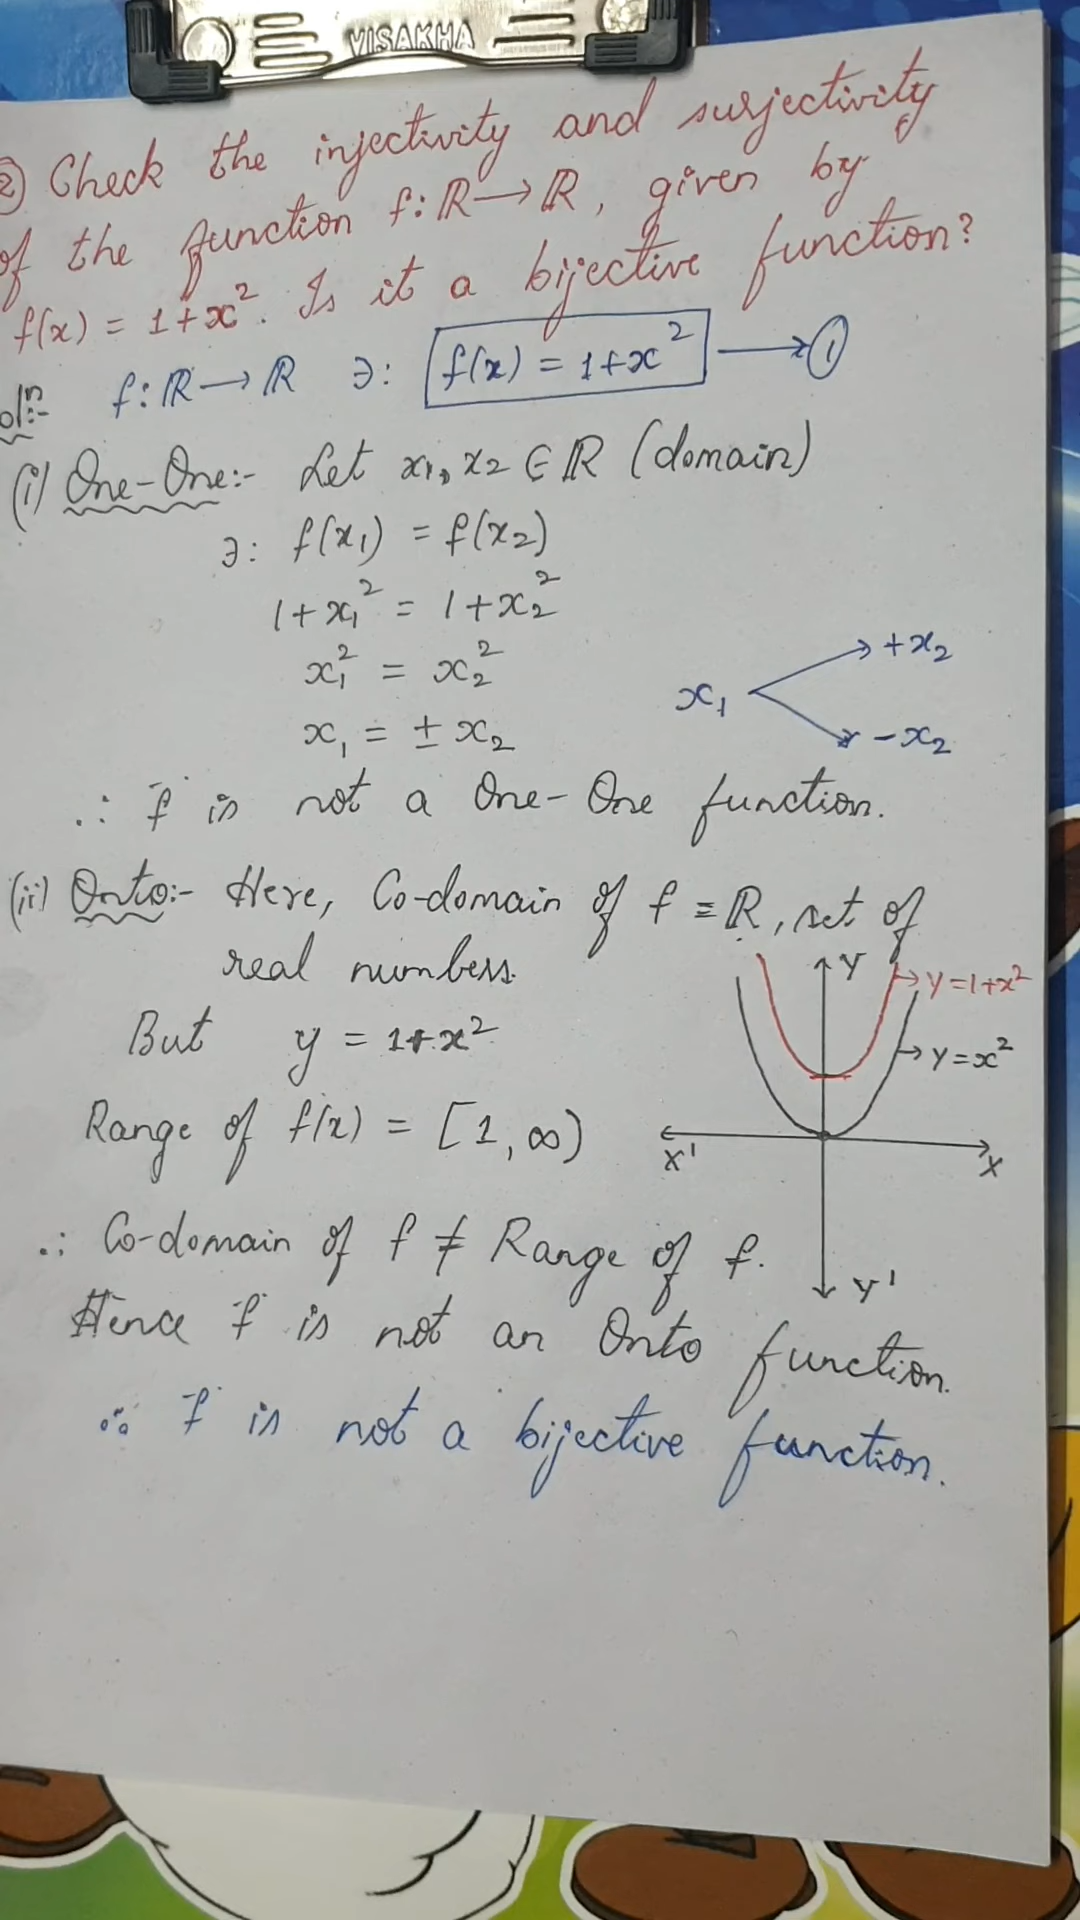 VISAKHA
② Check the injectivity and surjectivity
of the function f: ℝ → ℝ, given by
f(x) = 1+x². Is it a bijective function?
Solⁿ:- f: ℝ → ℝ ∋: f(x) = 1+x² → ①
(i) One-One:- Let x₁, x₂ ∈ ℝ (domain)
∋: f(x₁) = f(x₂)
1+x₁² = 1+x₂²
x₁² = x₂²
x₁ = ± x₂
x₁ → +x₂
→ -x₂
∴ f is not a One-One function.
(ii) Onto:- Here, Co-domain of f = ℝ, set of
real numbers.
But y = 1+x²
Range of f(x) = [1, ∞)
Y
→ y=1+x²
→ y=x²
X'
X
Y'
∴ Co-domain of f ≠ Range of f.
Hence f is not an Onto function.
∴ f is not a bijective function.